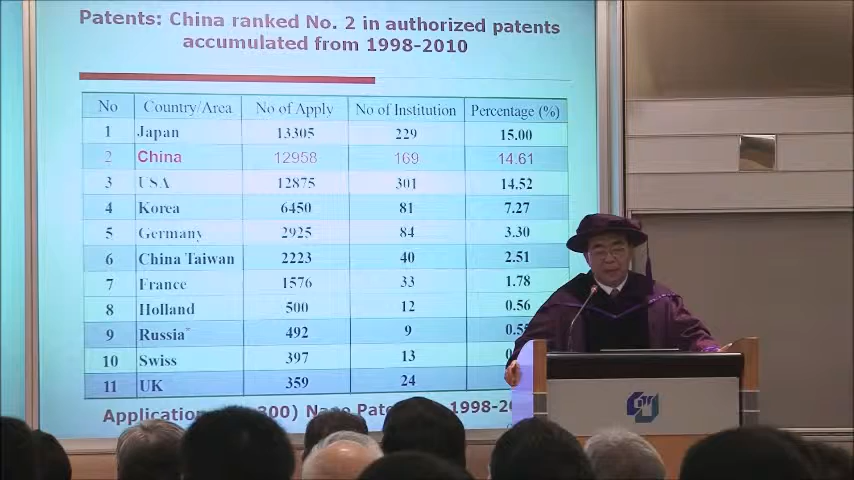 Patents: China ranked No. 2 in authorized patents
accumulated from 1998-2010
No Country/Area No of Apply No of Institution Percentage (%)
1 Japan 13305 229 15.00
2 China 12958 169 14.61
3 USA 12875 301 14.52
4 Korea 6450 81 7.27
5 Germany 2925 84 3.30
6 China Taiwan 2223 40 2.51
7 France 1576 33 1.78
8 Holland 500 12 0.56
9 Russia 492 9
10 Swiss 397 13
11 UK 359 24
1998-20